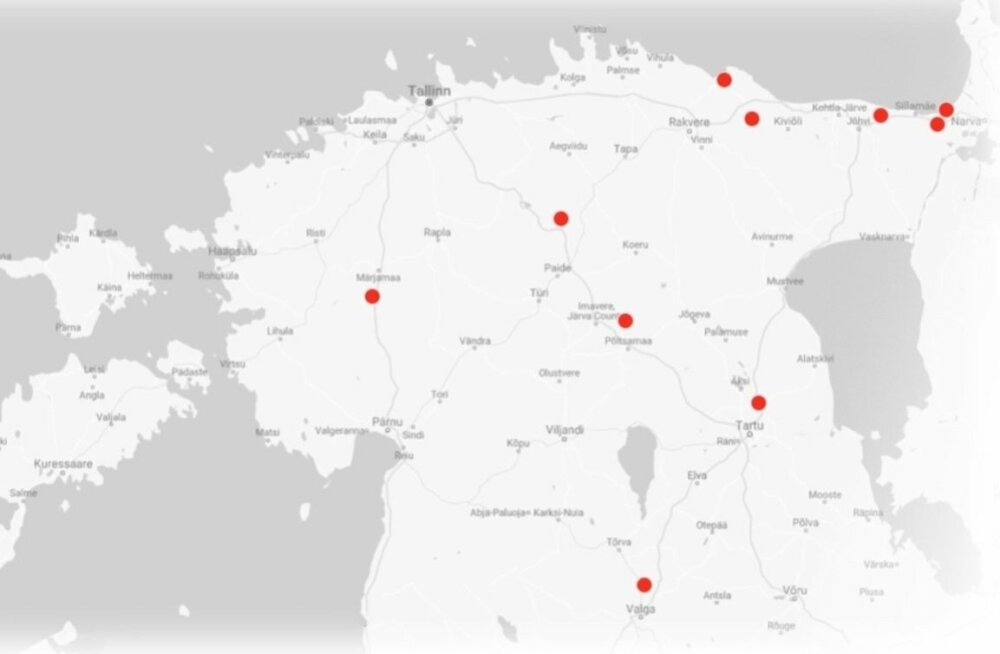 Viinistu
Võsu
Vihula
Palmse
Kolga
Tallinn
Kohtla-Järve
Sillamäe
Narva
Paldiski
Laulasmaa
Jüri
Rakvere
Kiviõli
Jõhvi
Keila
Saku
Vinni
Aegviidu
Tapa
Vihterpalu
Risti
Rapla
Pihla
Kärdla
Avinurme
Vasknarva
Koeru
Haapsalu
Rohuküla
Heltermaa
Käina
Märjamaa
Paide
Mustvee
Türi
Imavere,
Järva County
Jõgeva
Pärna
Lihula
Vändra
Põltsamaa
Palamuse
Alatskivi
Leisi
Padaste
Virtsu
Olustvere
Äksi
Angla
Tori
Valjala
Pärnu
Tartu
Matsi
Valgeranna
Sindi
Viljandi
Kõpu
Räni
Reiu
Kuressaare
Elva
Salme
Mooste
Abja-Paluoja
Karksi-Nuia
Räpina
Otepää
Põlva
Tõrva
Värska
Valga
Antsla
Võru
Piusa
Rõuge